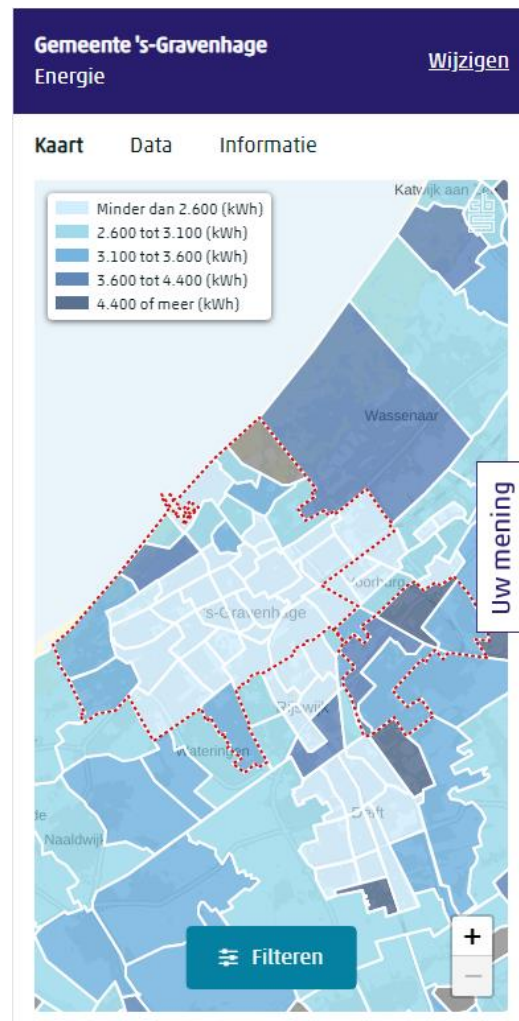 Gemeente 's-Gravenhage
Energie
Wijzigen
Kaart Data Informatie
Minder dan 2.600 (kWh)
2.600 tot 3.100 (kWh)
3.100 tot 3.600 (kWh)
3.600 tot 4.400 (kWh)
4.400 of meer (kWh)
Katwijk aan
Wassenaar
Uw mening
Voorburg
's-Gravenhage
Rijswijk
Wateringen
Delft
de
Naaldwijk
Filteren
+
−